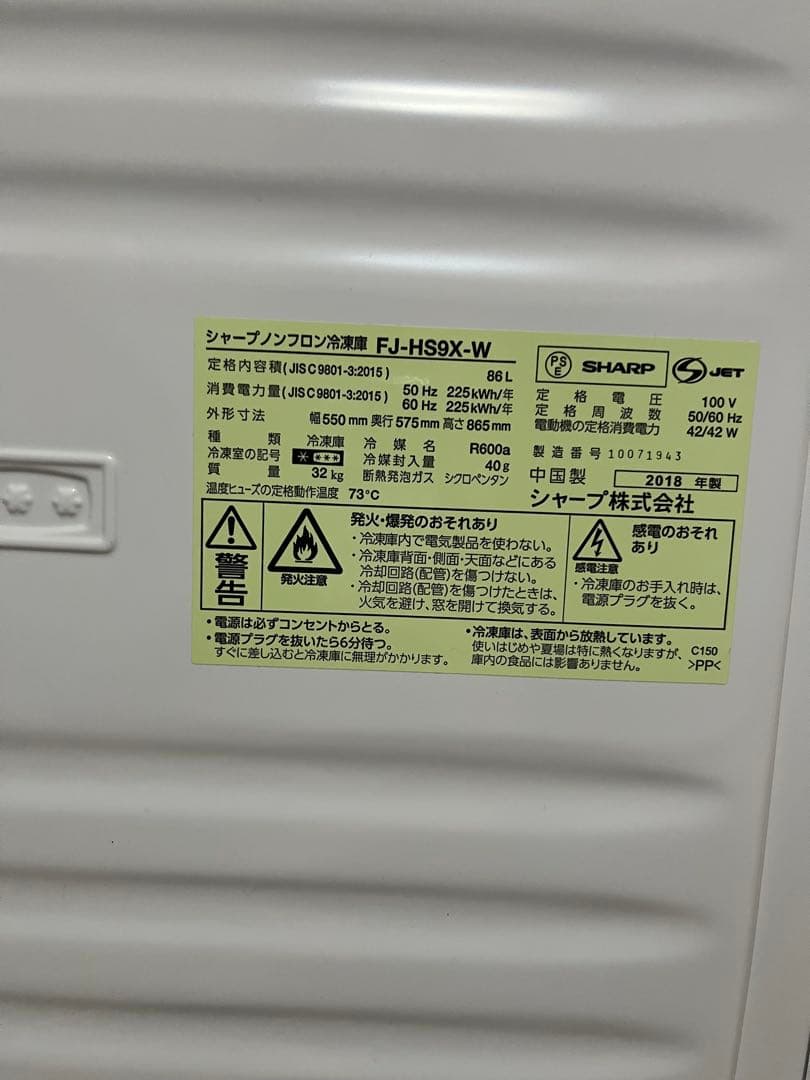 シャープノンフロン冷凍庫 FJ-HS9X-W
定格内容積(JIS C 9801-3:2015) 86L
消費電力量(JIS C 9801-3:2015) 50 Hz 225kWh/年
60 Hz 225kWh/年
外形寸法 幅550mm 奥行575mm 高さ865mm
種類 冷凍庫 冷媒名 R600a
冷凍室の記号 冷媒封入量 40g
質量 32kg 断熱発泡ガス シクロペンタン
温度ヒューズの定格動作温度 73℃
PSE SHARP S JET
定格電圧 100 V
定格周波数 50/60 Hz
電動機の定格消費電力 42/42 W
製造番号 10071943
中国製 2018 年製
シャープ株式会社
警告
発火注意
発火・爆発のおそれあり
・冷凍庫内で電気製品を使わない。
・冷凍庫背面・側面・天面などにある
冷却回路(配管)を傷つけない。
・冷却回路(配管)を傷つけたときは、
火気を避け、窓を開けて換気する。
感電注意
感電のおそれ
あり
・冷凍庫のお手入れ時は、
電源プラグを抜く。
・電源は必ずコンセントからとる。
・電源プラグを抜いたら6分待つ。
すぐに差し込むと冷凍庫に無理がかかります。
・冷凍庫は、表面から放熱しています。
使いはじめや夏場は特に熱くなりますが、
庫内の食品には影響ありません。
C150
>PP<